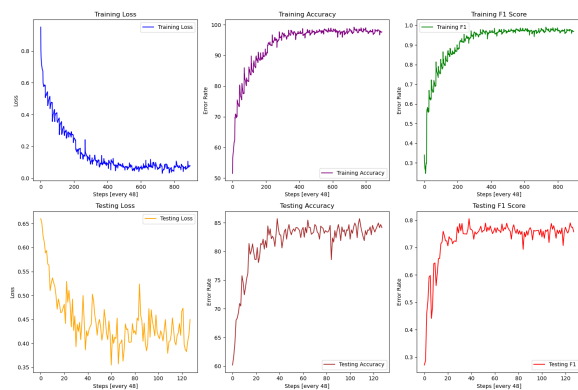 Training Loss
Training Accuracy
Training F1 Score
Training Loss
Training Accuracy
Training F1
Loss
Error Rate
Error Rate
0.8
0.6
0.4
0.2
0.0
100
90
80
70
60
50
1.0
0.9
0.8
0.7
0.6
0.5
0.4
0.3
0 200 400 600 800
0 200 400 600 800
0 200 400 600 800
Steps [every 48]
Steps [every 48]
Steps [every 48]
Testing Loss
Testing Accuracy
Testing F1 Score
Testing Loss
Testing Accuracy
Testing F1
Loss
Error Rate
Error Rate
0.65
0.60
0.55
0.50
0.45
0.40
0.35
85
80
75
70
65
60
0.8
0.7
0.6
0.5
0.4
0.3
0 20 40 60 80 100 120
0 20 40 60 80 100 120
0 20 40 60 80 100 120
Steps [every 48]
Steps [every 48]
Steps [every 48]